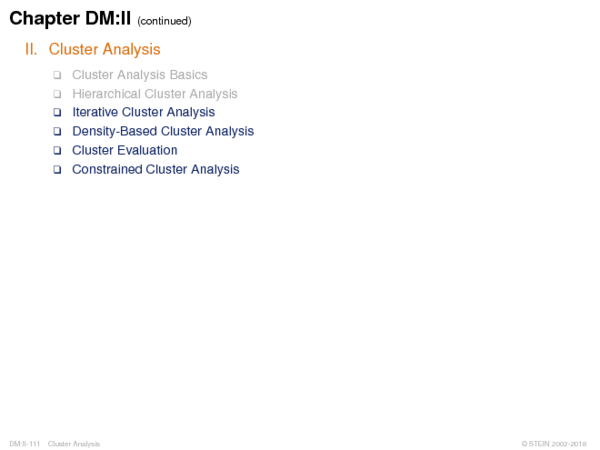 Chapter DM:II (continued)
II. Cluster Analysis
❑ Cluster Analysis Basics
❑ Hierarchical Cluster Analysis
❑ Iterative Cluster Analysis
❑ Density-Based Cluster Analysis
❑ Cluster Evaluation
❑ Constrained Cluster Analysis
DM:II-111 Cluster Analysis © STEIN 2002-2018